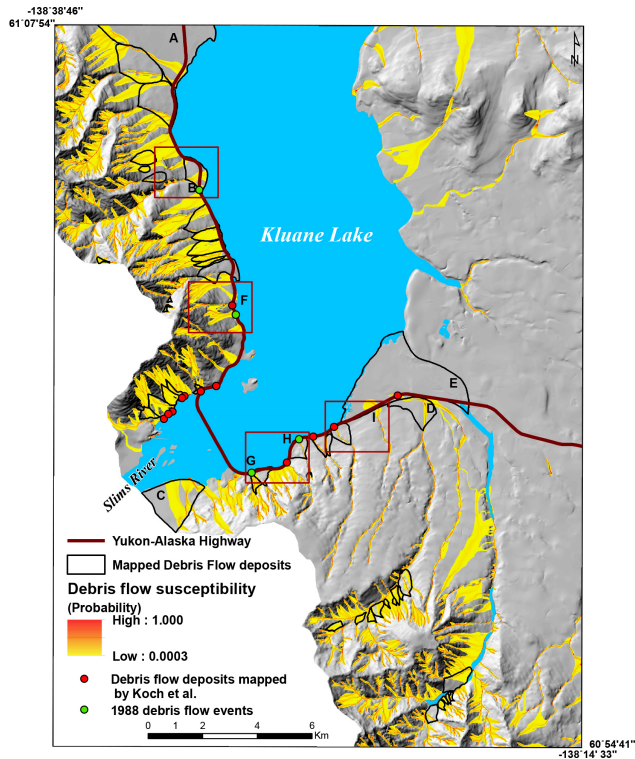 -138°38'46"
61°07'54"
A
N
B
Kluane Lake
F
E
D
I
H
G
C
Slims River
Yukon-Alaska Highway
Mapped Debris Flow deposits
Debris flow susceptibility
(Probability)
High : 1.000
Low : 0.0003
Debris flow deposits mapped
by Koch et al.
1988 debris flow events
0 2 4 6
Km
60°54'41"
-138°14' 33"